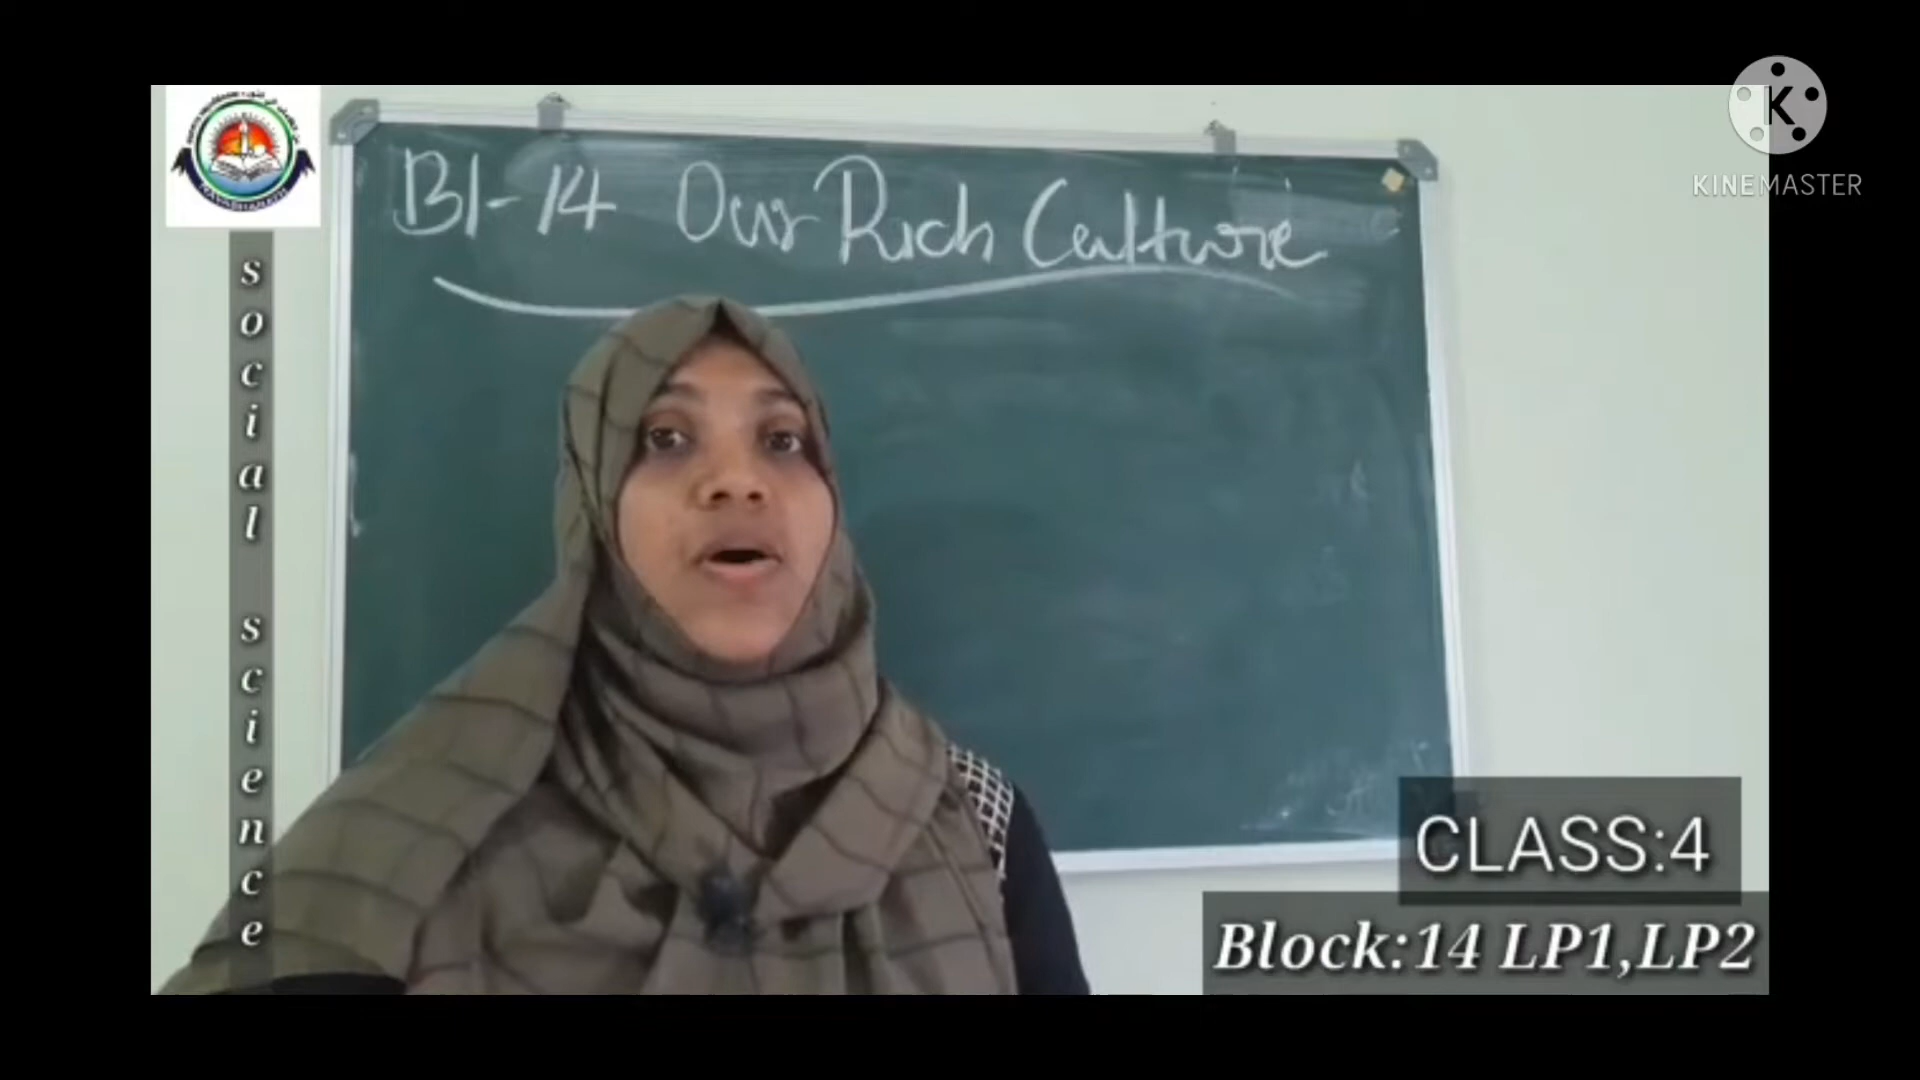 Bl-14 Our Rich Culture
KINEMASTER
social science
CLASS:4
Block:14 LP1,LP2